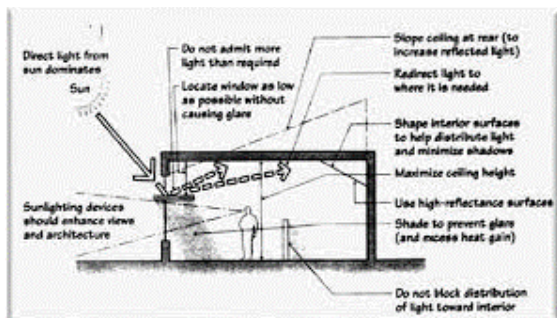 Direct light from
sun dominates
Sun
Do not admit more
light than required
Locate window as low
as possible without
causing glare
Slope ceiling at rear (to
increase reflected light)
Redirect light to
where it is needed
Shape interior surfaces
to help distribute light
and minimize shadows
Maximize ceiling height
Use high-reflectance surfaces
Shade to prevent glare
(and excess heat gain)
Do not block distribution
of light toward interior
Sunlighting devices
should enhance views
and architecture